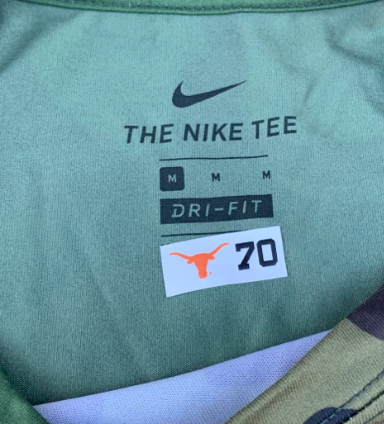 THE NIKE TEE
M M M
DRI-FIT
70